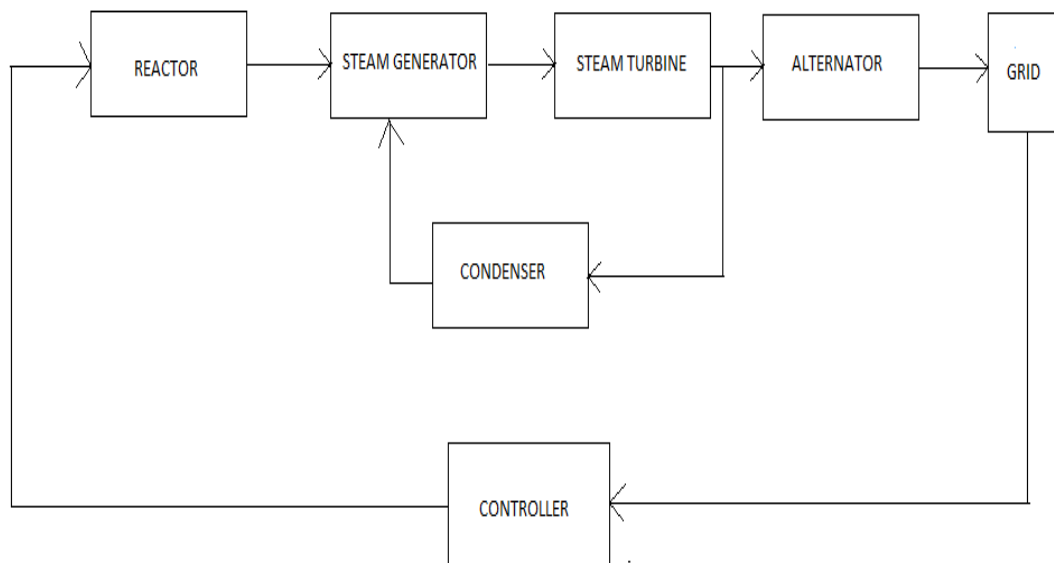 REACTOR
STEAM GENERATOR
STEAM TURBINE
ALTERNATOR
GRID
CONDENSER
CONTROLLER